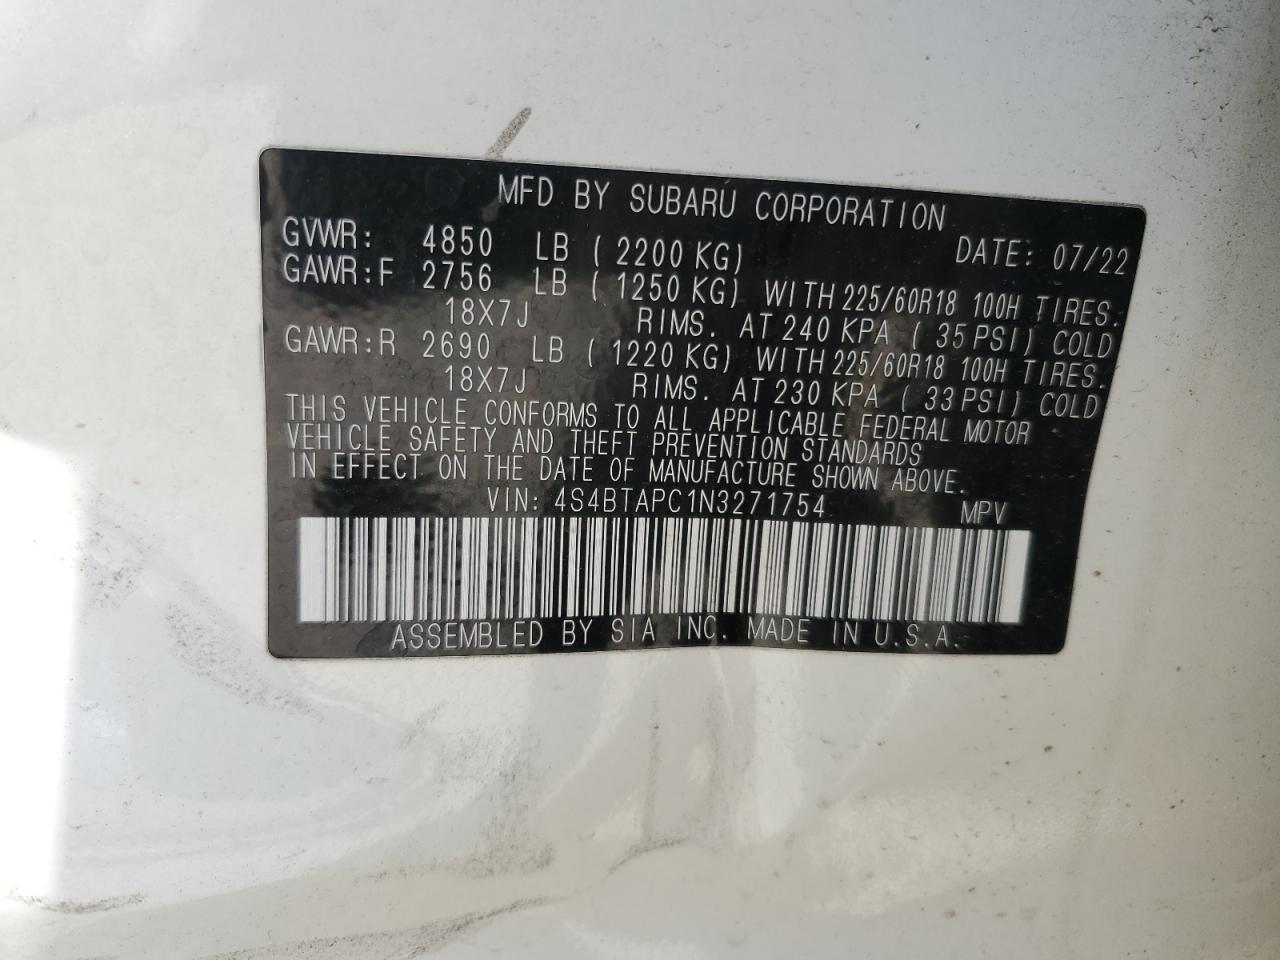 MFD BY SUBARU CORPORATION
GVWR: 4850 LB ( 2200 KG) DATE: 07/22
GAWR:F 2756 LB ( 1250 KG) WITH 225/60R18 100H TIRES.
18X7J RIMS. AT 240 KPA ( 35 PSI) COLD
GAWR:R 2690 LB ( 1220 KG) WITH 225/60R18 100H TIRES.
18X7J RIMS. AT 230 KPA ( 33 PSI) COLD
THIS VEHICLE CONFORMS TO ALL APPLICABLE FEDERAL MOTOR
VEHICLE SAFETY AND THEFT PREVENTION STANDARDS
IN EFFECT ON THE DATE OF MANUFACTURE SHOWN ABOVE.
VIN: 4S4BTAPC1N3271754 MPV
ASSEMBLED BY SIA INC. MADE IN U.S.A.